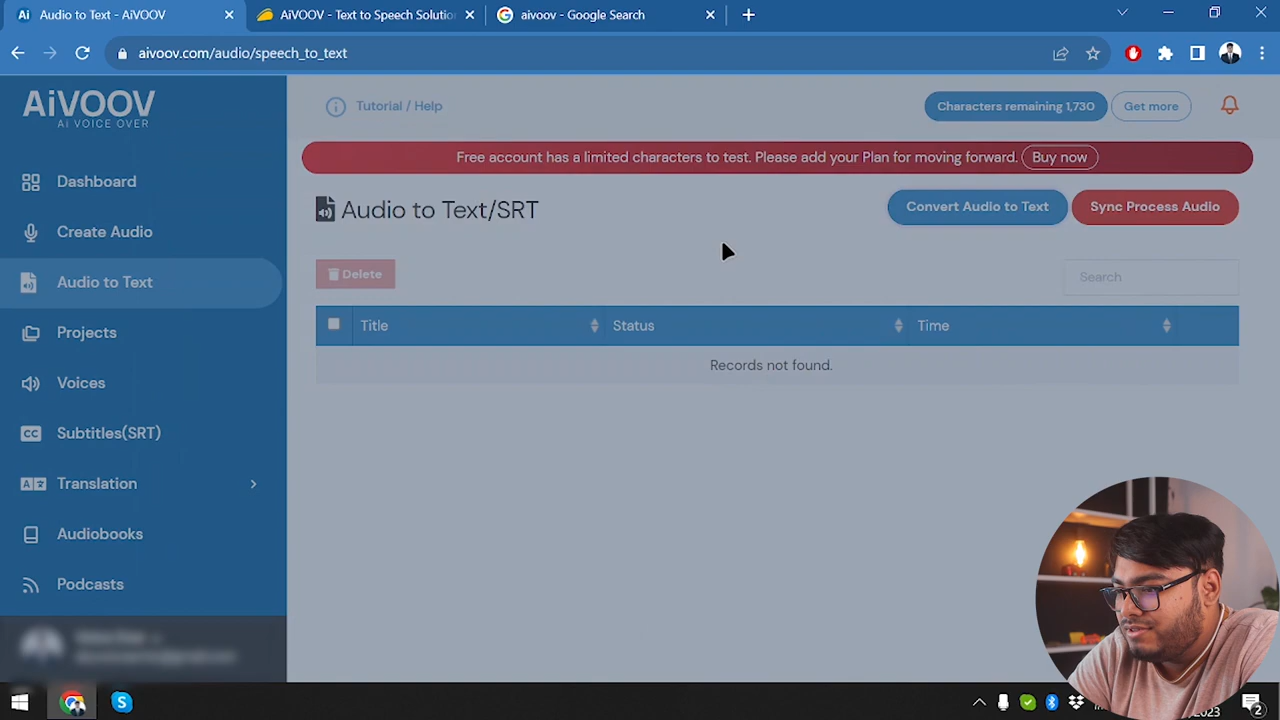 Audio to Text - AiVOOV
AiVOOV - Text to Speech Solution
aivoov - Google Search
aivoov.com/audio/speech_to_text
AiVOOV
Ai VOICE OVER
Tutorial / Help
Characters remaining 1,730
Get more
Free account has a limited characters to test. Please add your Plan for moving forward.
Buy now
Dashboard
Create Audio
Audio to Text
Projects
Voices
Subtitles(SRT)
Translation
Audiobooks
Podcasts
Audio to Text/SRT
Convert Audio to Text
Sync Process Audio
Delete
Search
Title
Status
Time
Records not found.
2